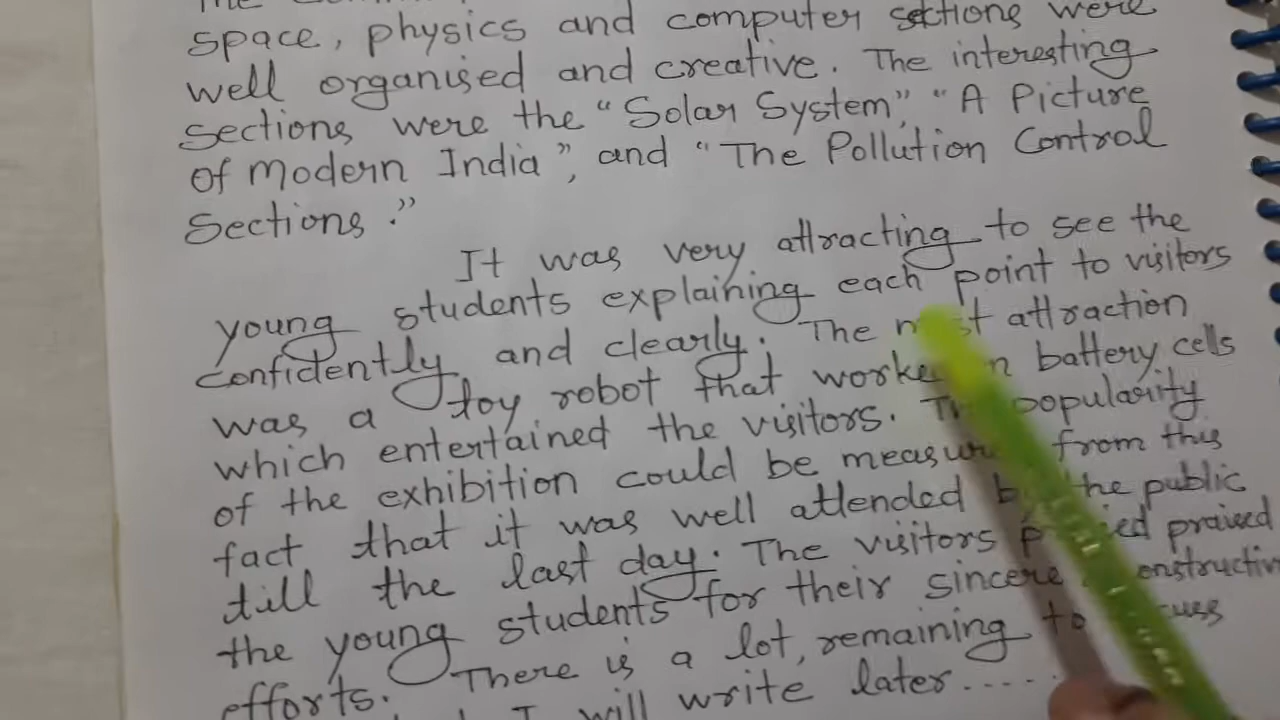 The
space, physics and computer sections were
well organised and creative. The interesting
sections were the "Solar System", "A Picture
of modern India", and "The Pollution Control
Sections."
It was very attracting to see the
young students explaining each point to visitors
confidently and clearly. The attraction
was a toy robot that battery cells
which entertained the visitors. popularity
of the exhibition could be from this
fact that it was well attended the public
till the last day. The visitors praised
the young students for their sincere
efforts. There is a lot, remaining to
I will write later.....